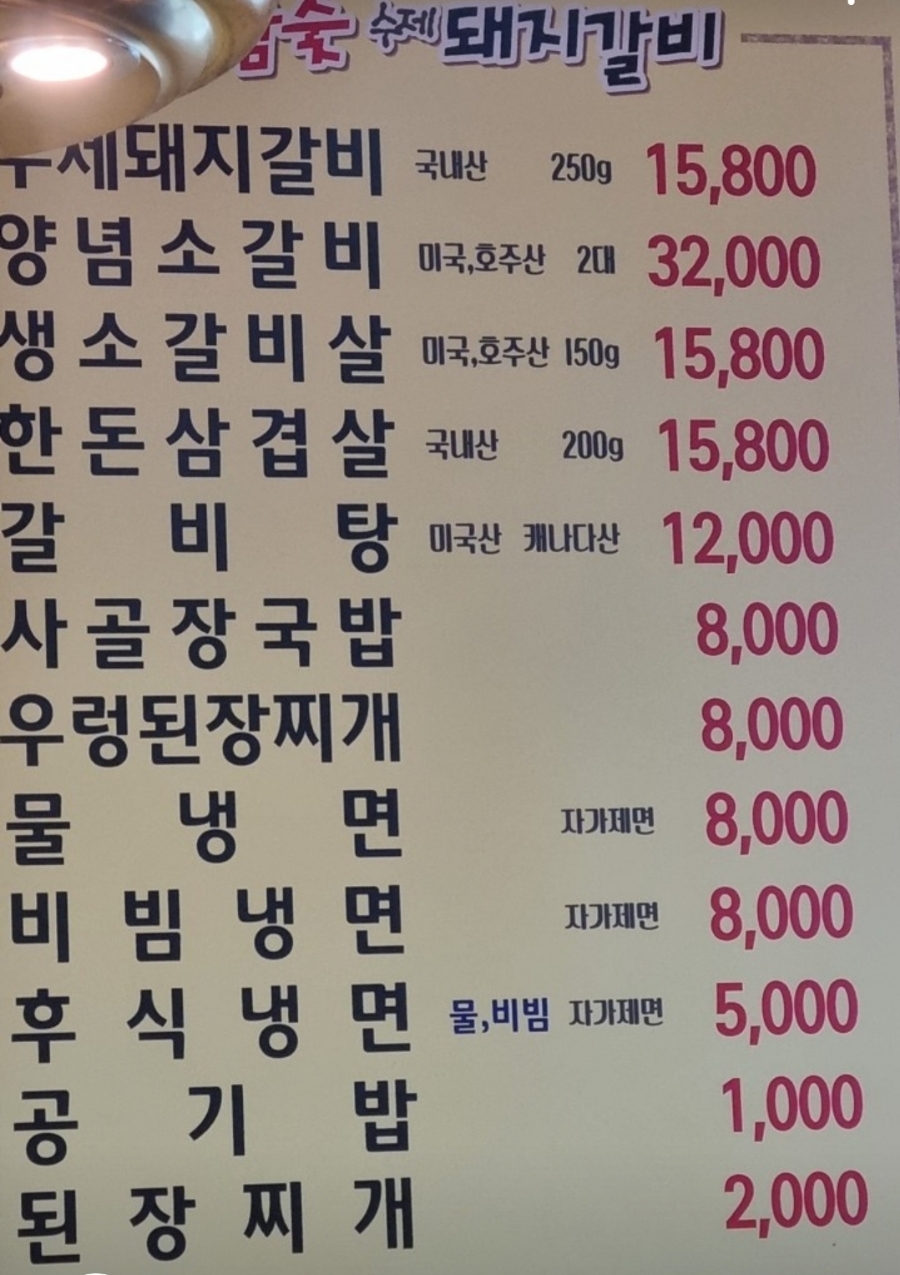 숯 수제 돼지갈비
수제돼지갈비 국내산 250g 15,800
양념소갈비 미국,호주산 2대 32,000
생소갈비살 미국,호주산 150g 15,800
한돈삼겹살 국내산 200g 15,800
갈비탕 미국산 캐나다산 12,000
사골장국밥 8,000
우렁된장찌개 8,000
물냉면 자가제면 8,000
비빔냉면 자가제면 8,000
후식냉면 물,비빔 자가제면 5,000
공기밥 1,000
된장찌개 2,000